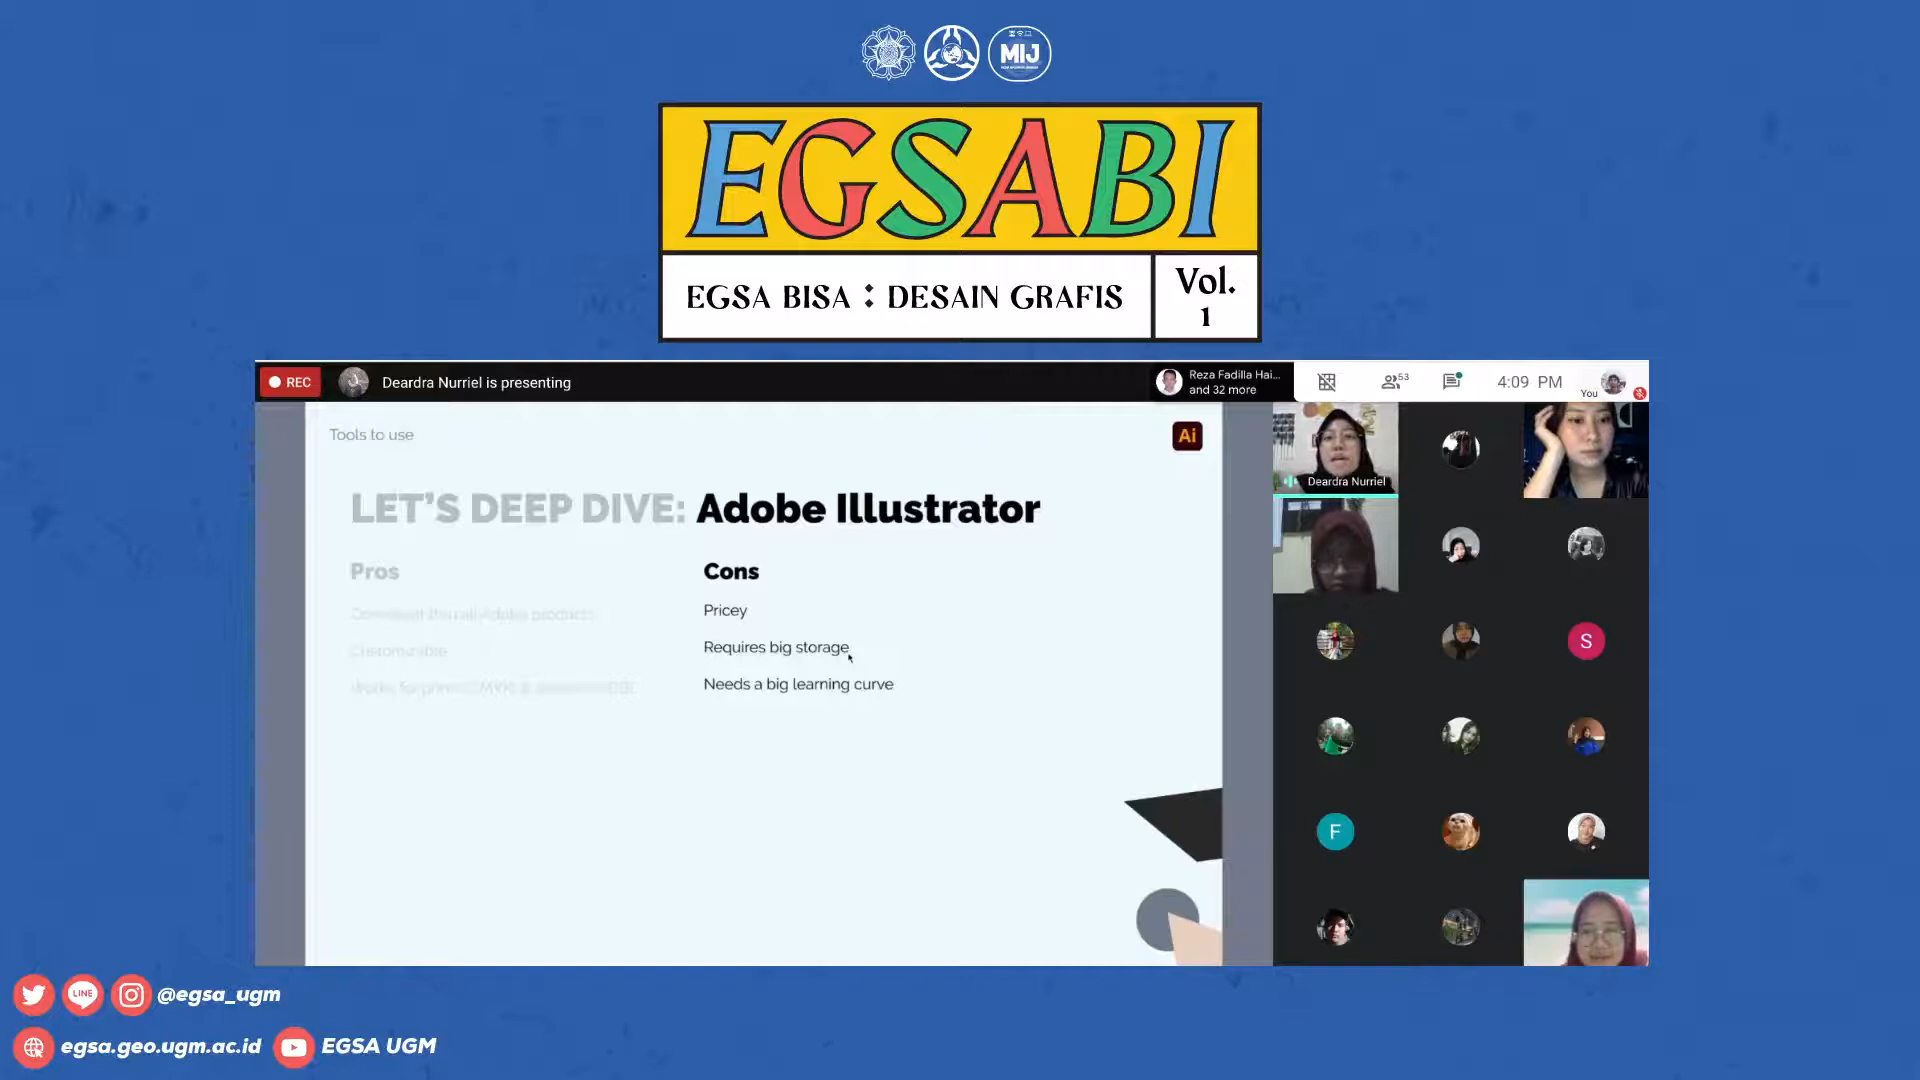 MIJ
EGSABI
EGSA BISA : DESAIN GRAFIS
Vol.
1
REC
Deardra Nurriel is presenting
Reza Fadilla Hai...
and 32 more
53
4:09 PM
You
Tools to use
Ai
LET'S DEEP DIVE: Adobe Illustrator
Pros
Cons
Customizable
Pricey
Requires big storage
Needs a big learning curve
Deardra Nurriel
S
F
LINE
@egsa_ugm
egsa.geo.ugm.ac.id
EGSA UGM